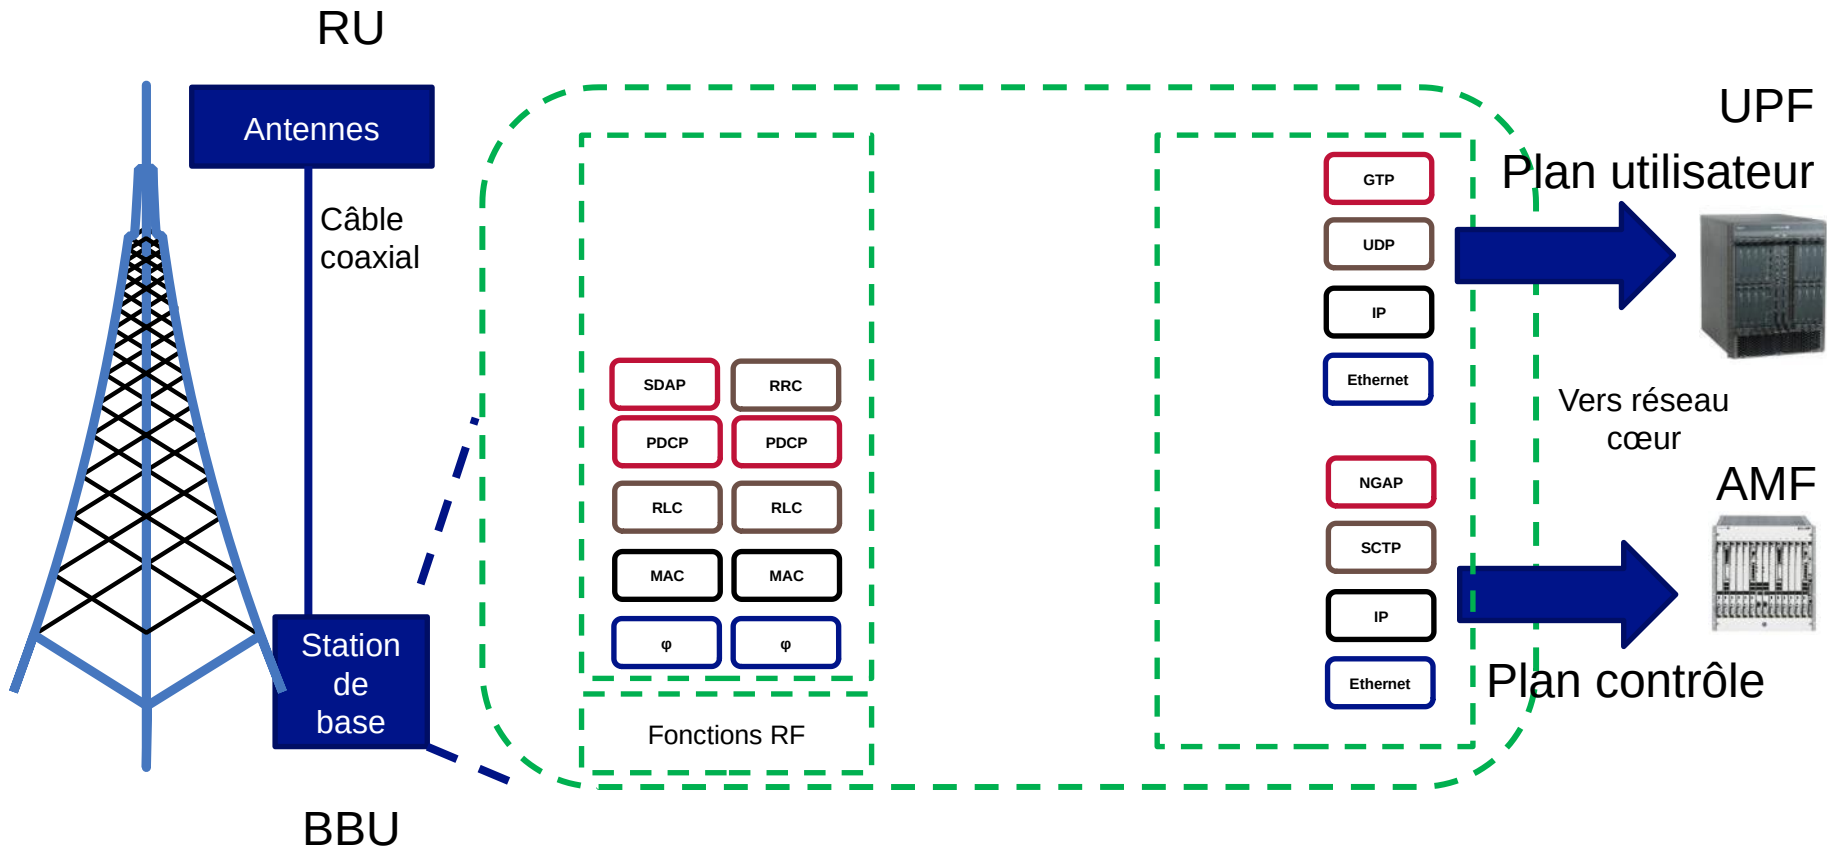 RU
Antennes
Câble
coaxial
Station
de
base
BBU
SDAP
RRC
PDCP
PDCP
RLC
RLC
MAC
MAC
φ
φ
Fonctions RF
GTP
UDP
IP
Ethernet
NGAP
SCTP
IP
Ethernet
UPF
Plan utilisateur
Vers réseau
cœur
AMF
Plan contrôle